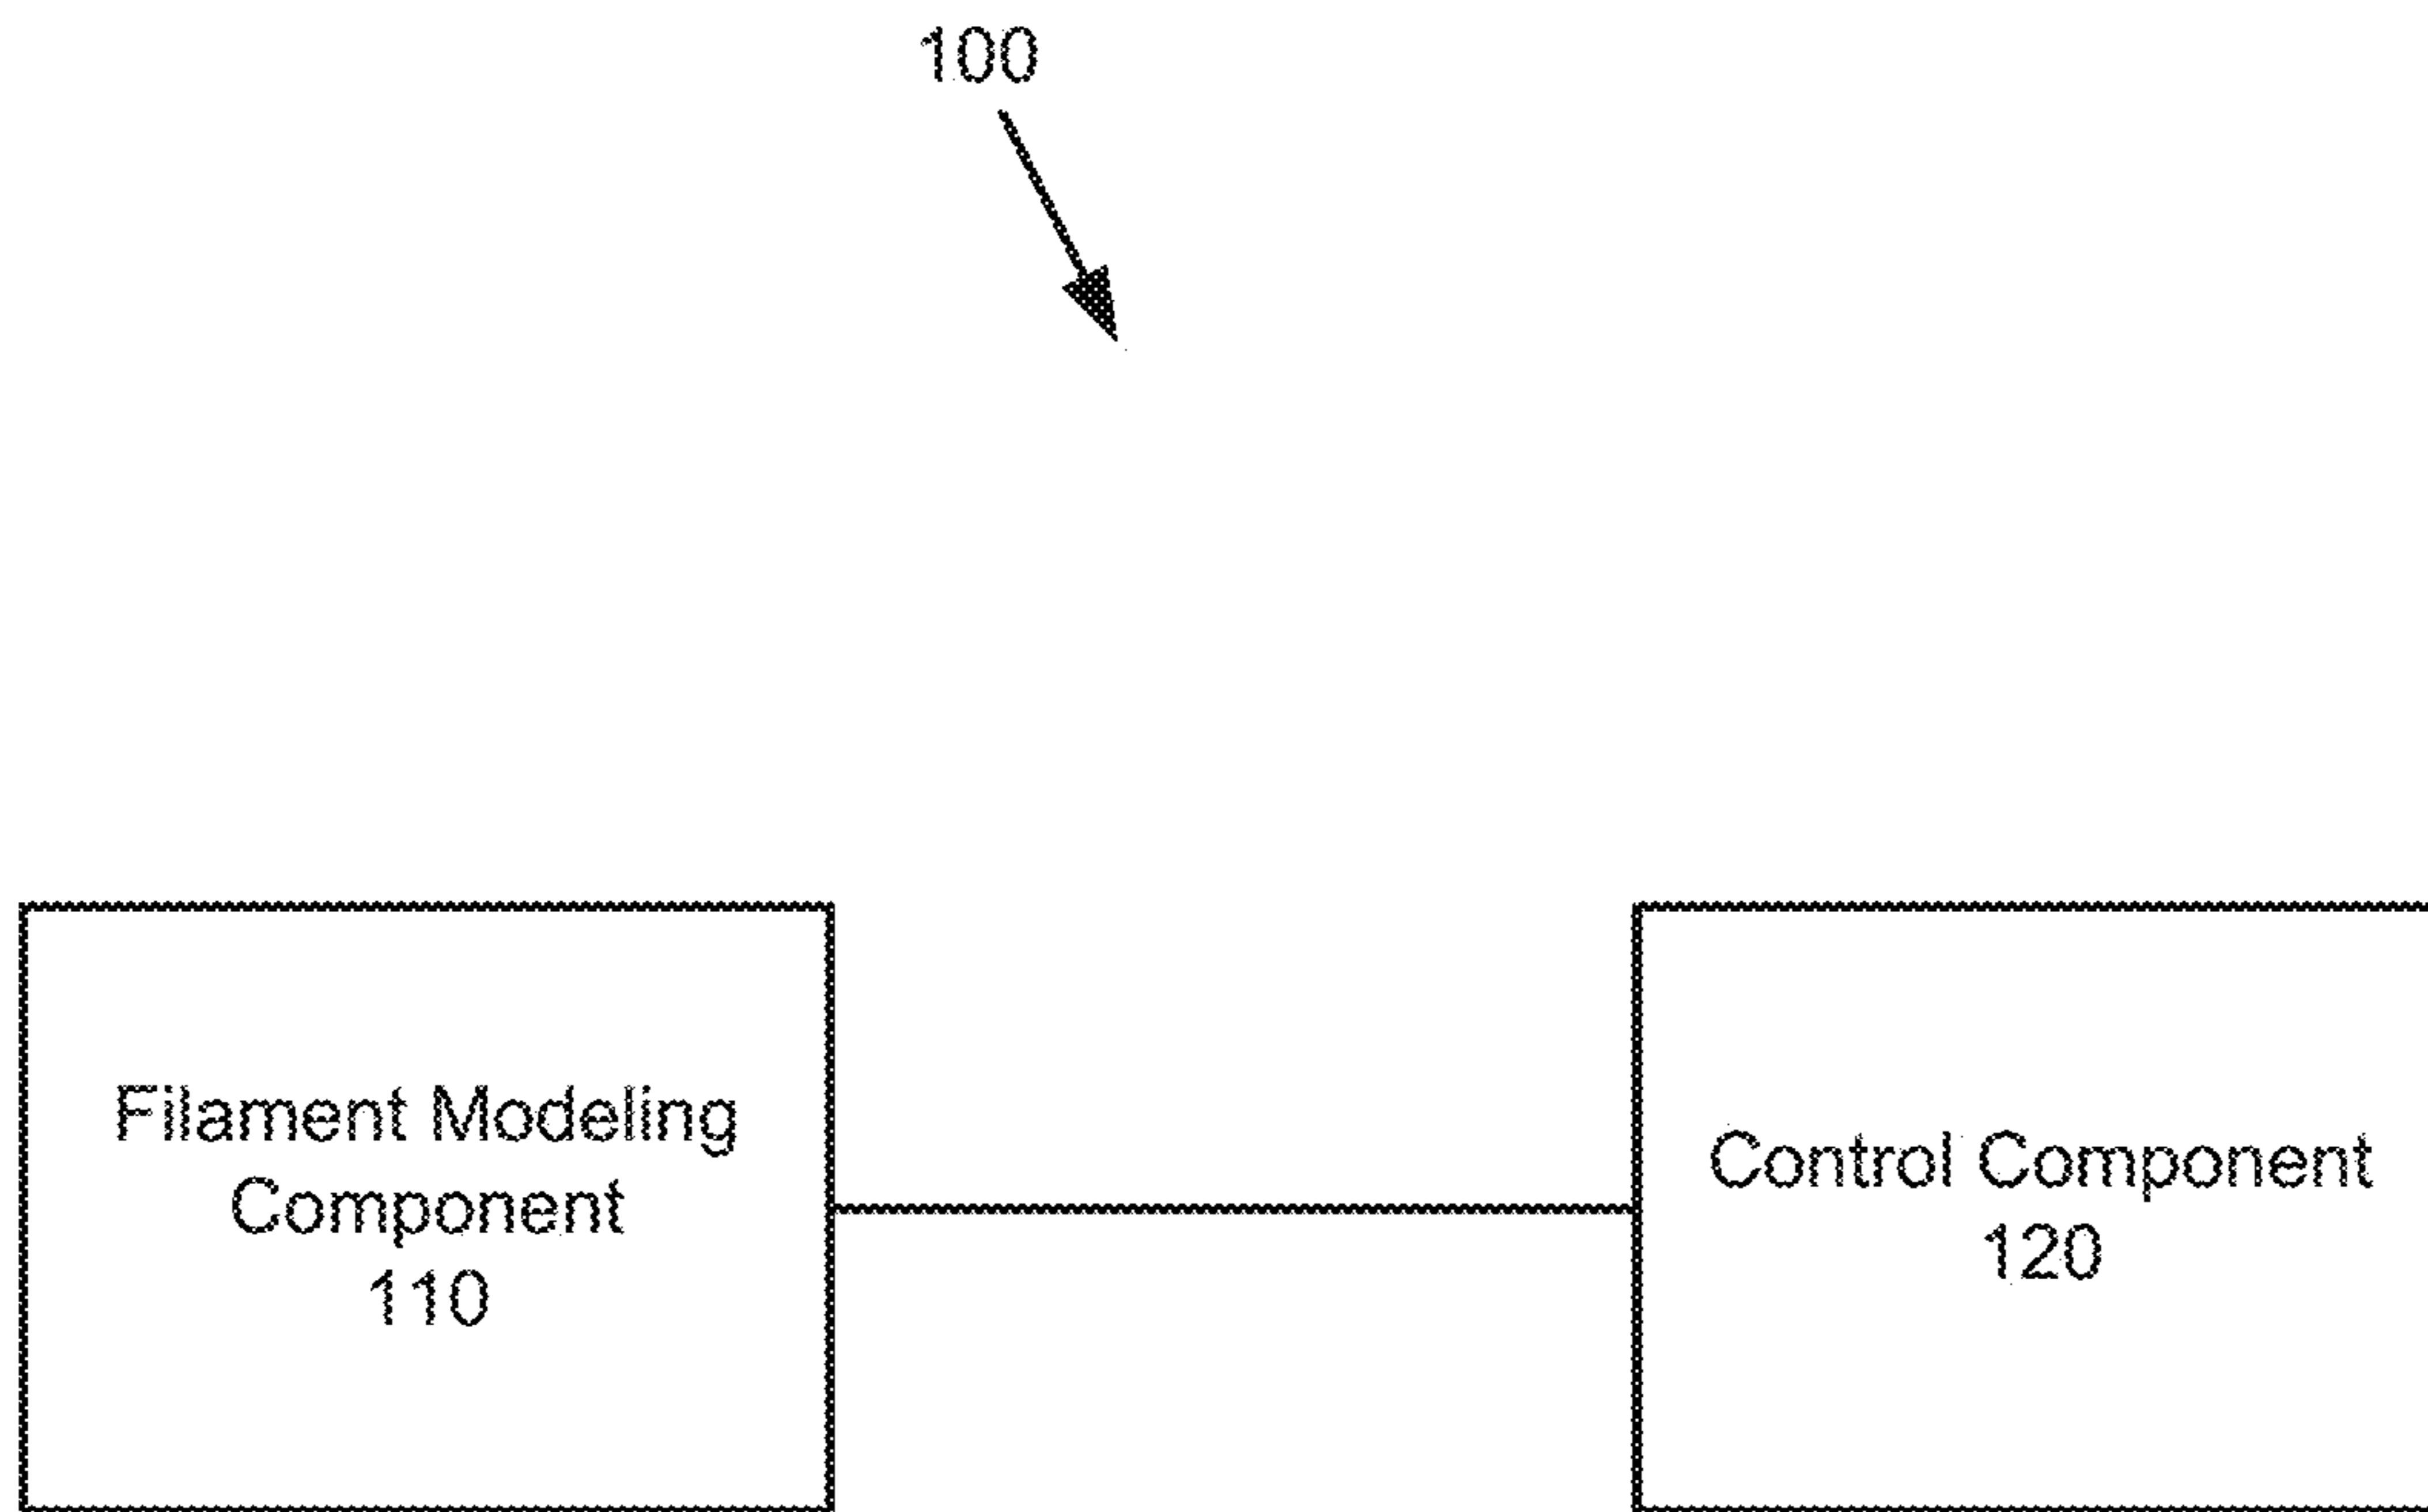 100
Filament Modeling
Component
110
Control Component
120